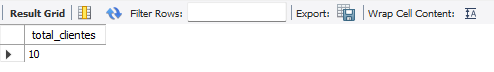 Result Grid Filter Rows: Export: Wrap Cell Content:
total_clientes
10